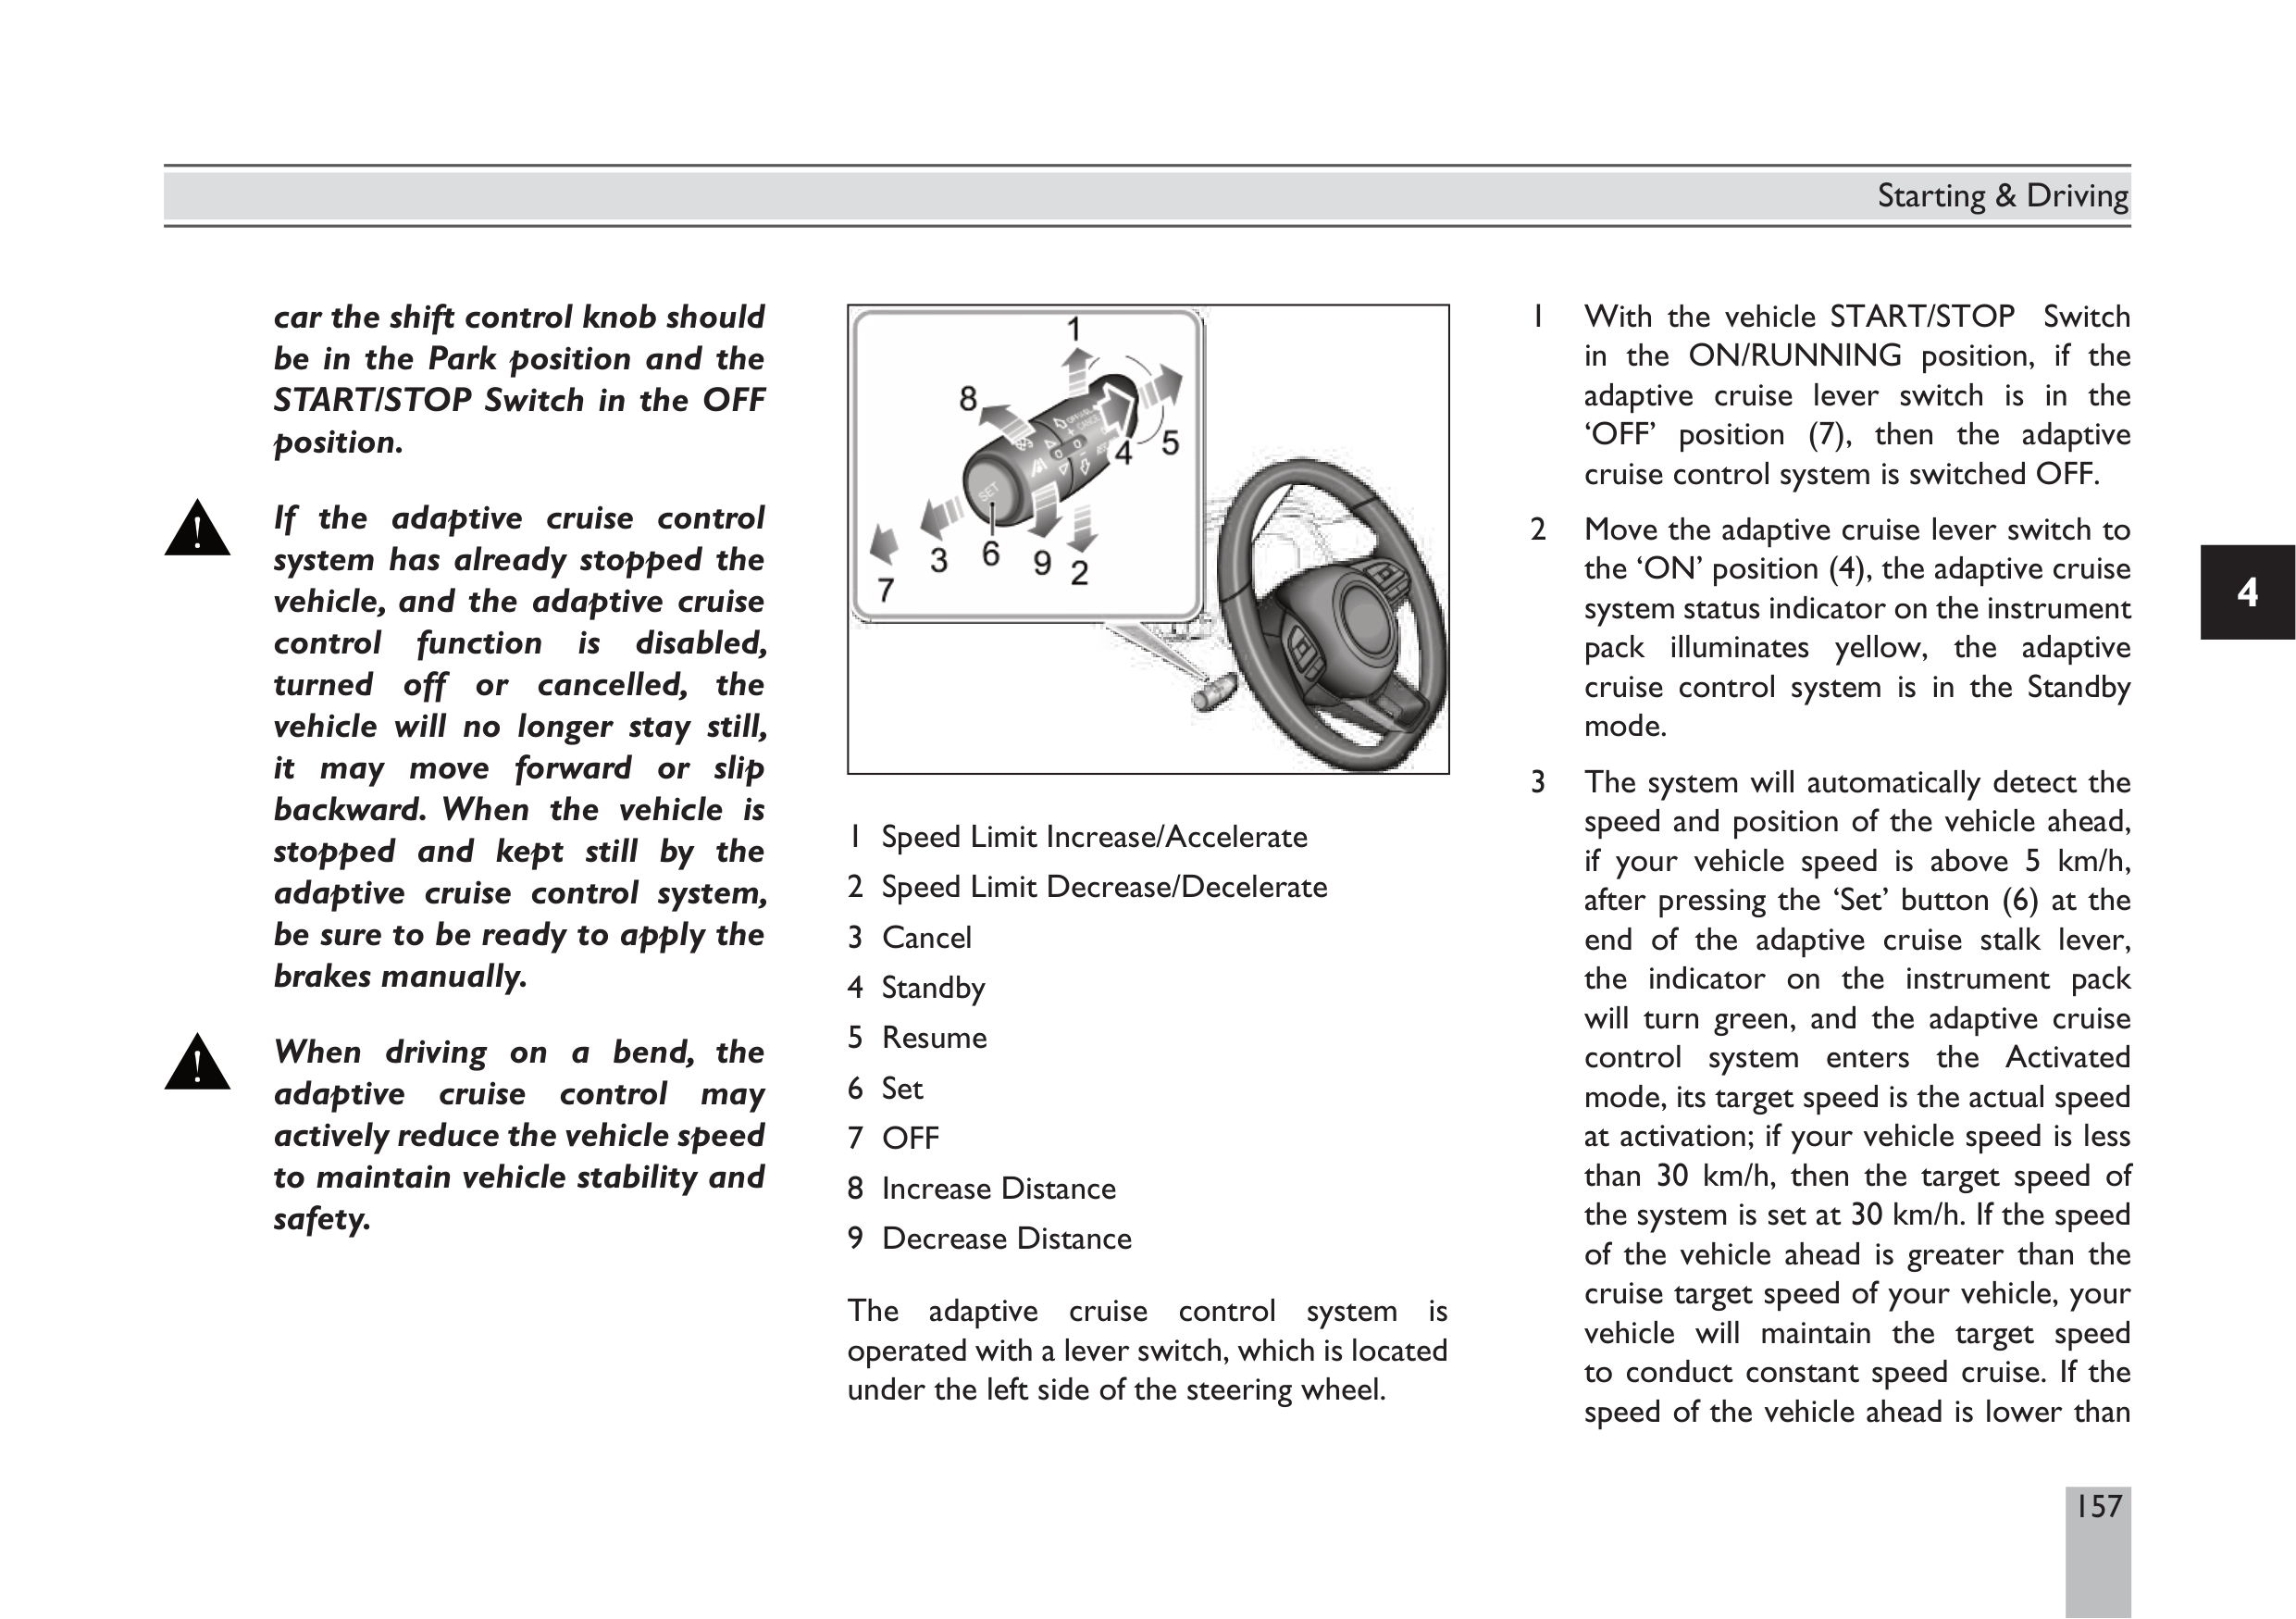 Starting & Driving
car the shift control knob should
be in the Park position and the
START/STOP Switch in the OFF
position.
If the adaptive cruise control
system has already stopped the
vehicle, and the adaptive cruise
control function is disabled,
turned off or cancelled, the
vehicle will no longer stay still,
it may move forward or slip
backward. When the vehicle is
stopped and kept still by the
adaptive cruise control system,
be sure to be ready to apply the
brakes manually.
When driving on a bend, the
adaptive cruise control may
actively reduce the vehicle speed
to maintain vehicle stability and
safety.
1
8
5
4
SET
3
6
9
2
7
1 Speed Limit Increase/Accelerate
2 Speed Limit Decrease/Decelerate
3 Cancel
4 Standby
5 Resume
6 Set
7 OFF
8 Increase Distance
9 Decrease Distance
The adaptive cruise control system is
operated with a lever switch, which is located
under the left side of the steering wheel.
1 With the vehicle START/STOP Switch
in the ON/RUNNING position, if the
adaptive cruise lever switch is in the
‘OFF’ position (7), then the adaptive
cruise control system is switched OFF.
2 Move the adaptive cruise lever switch to
the ‘ON’ position (4), the adaptive cruise
system status indicator on the instrument
pack illuminates yellow, the adaptive
cruise control system is in the Standby
mode.
3 The system will automatically detect the
speed and position of the vehicle ahead,
if your vehicle speed is above 5 km/h,
after pressing the ‘Set’ button (6) at the
end of the adaptive cruise stalk lever,
the indicator on the instrument pack
will turn green, and the adaptive cruise
control system enters the Activated
mode, its target speed is the actual speed
at activation; if your vehicle speed is less
than 30 km/h, then the target speed of
the system is set at 30 km/h. If the speed
of the vehicle ahead is greater than the
cruise target speed of your vehicle, your
vehicle will maintain the target speed
to conduct constant speed cruise. If the
speed of the vehicle ahead is lower than
4
157